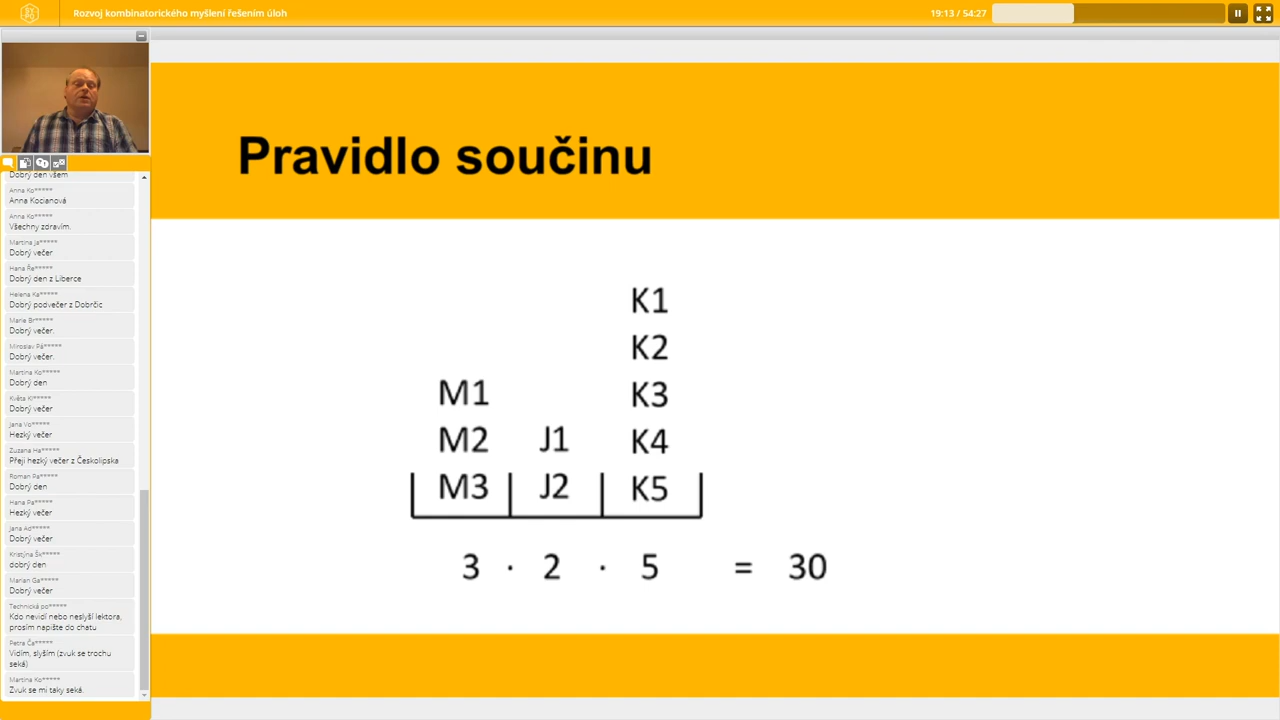 Rozvoj kombinatorického myšlení řešením úloh
19:13 / 54:27
Dobrý den všem
Anna Ko*****
Anna Kocianová
Anna Ko*****
Všechny zdravím.
Martina Ja*****
Dobrý večer
Hana Ře*****
Dobrý den z Liberce
Helena Ka*****
Dobrý podvečer z Dobrčic
Marie Br*****
Dobrý večer.
Miroslav Pá*****
Dobrý večer.
Martina Ko*****
Dobrý den
Květa Kl*****
Dobrý večer
Jana Vo*****
Hezký večer
Zuzana Ha*****
Přeji hezký večer z Českolipska
Roman Pa*****
Dobrý den
Hana Pa*****
Hezký večer
Jana Ad*****
Dobrý večer
Kristýna Šk*****
dobrý den
Marian Ga*****
Dobrý večer
Technická po*****
Kdo nevidí nebo neslyší lektora,
prosím napište do chatu
Petra Ča*****
Vidím, slyším (zvuk se trochu
seká)
Martina Ko*****
Zvuk se mi taky seká.
Pravidlo součinu
K1
K2
M1 K3
M2 J1 K4
M3 J2 K5
3 · 2 · 5 = 30